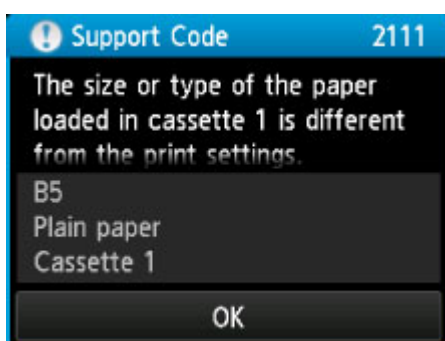 Support Code 2111
The size or type of the paper
loaded in cassette 1 is different
from the print settings.
B5
Plain paper
Cassette 1
OK